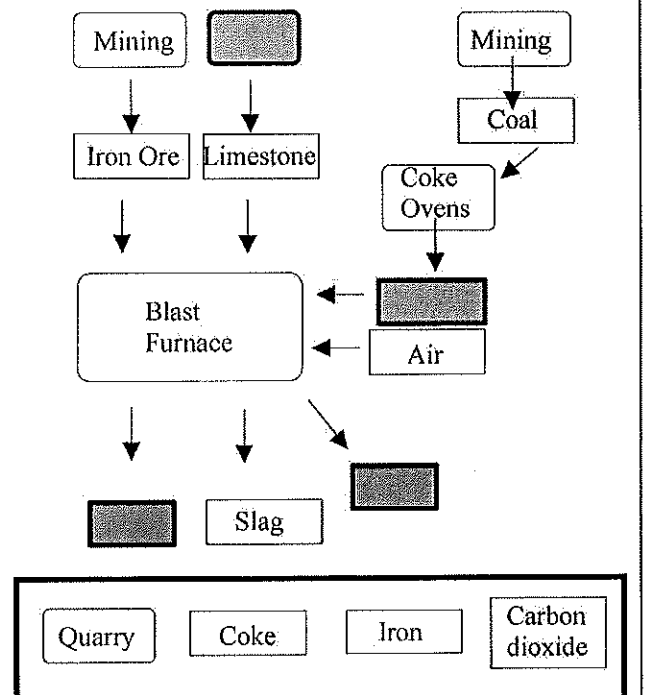 Mining
Mining
Coal
Iron Ore
Limestone
Coke
Ovens
Blast
Furnace
Air
Slag
Quarry
Coke
Iron
Carbon
dioxide